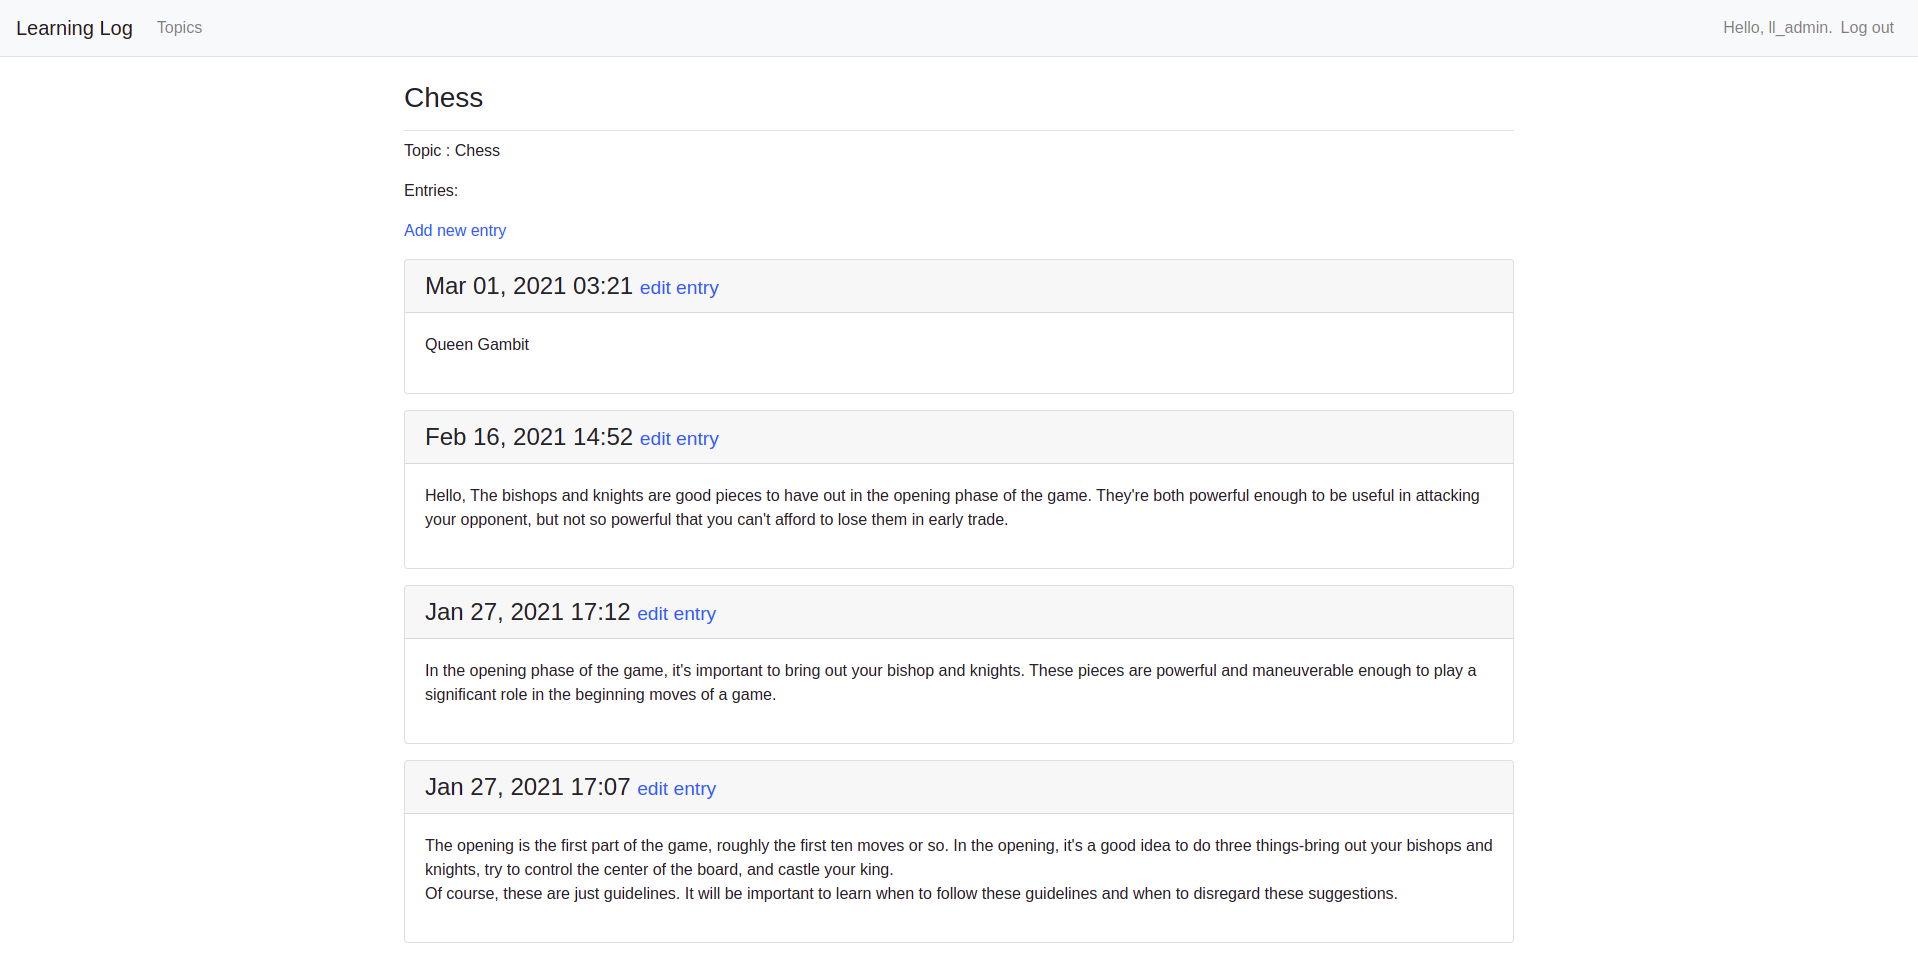 Learning Log Topics Hello, ll_admin. Log out
Chess
Topic : Chess
Entries:
Add new entry
Mar 01, 2021 03:21 edit entry
Queen Gambit
Feb 16, 2021 14:52 edit entry
Hello, The bishops and knights are good pieces to have out in the opening phase of the game. They're both powerful enough to be useful in attacking
your opponent, but not so powerful that you can't afford to lose them in early trade.
Jan 27, 2021 17:12 edit entry
In the opening phase of the game, it's important to bring out your bishop and knights. These pieces are powerful and maneuverable enough to play a
significant role in the beginning moves of a game.
Jan 27, 2021 17:07 edit entry
The opening is the first part of the game, roughly the first ten moves or so. In the opening, it's a good idea to do three things-bring out your bishops and
knights, try to control the center of the board, and castle your king.
Of course, these are just guidelines. It will be important to learn when to follow these guidelines and when to disregard these suggestions.